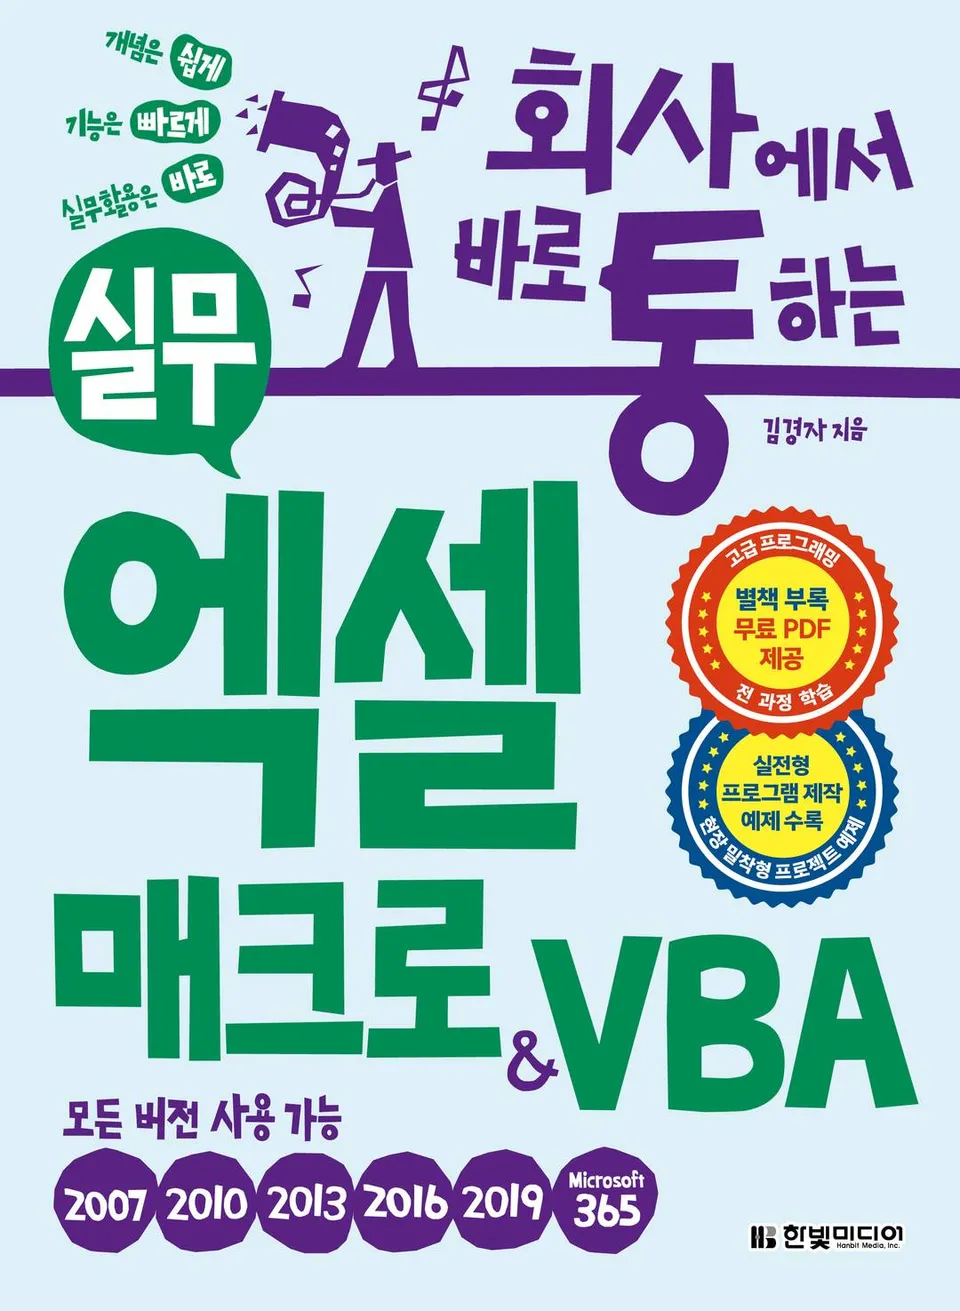 개념은 쉽게
기능은 빠르게
실무활용은 바로
회사에서
바로 통하는
실무
김경자 지음
엑셀
매크로
&VBA
고급 프로그래밍
별책 부록
무료 PDF
제공
전 과정 학습
실전형
프로그램 제작
예제 수록
현장 밀착형 프로젝트 예제
모든 버전 사용 가능
2007 2010 2013 2016 2019 Microsoft 365
한빛미디어
Hanbit Media, Inc.